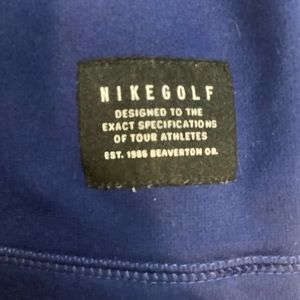 NIKEGOLF
DESIGNED TO THE
EXACT SPECIFICATIONS
OF TOUR ATHLETES
EST. 1986 BEAVERTON OR.